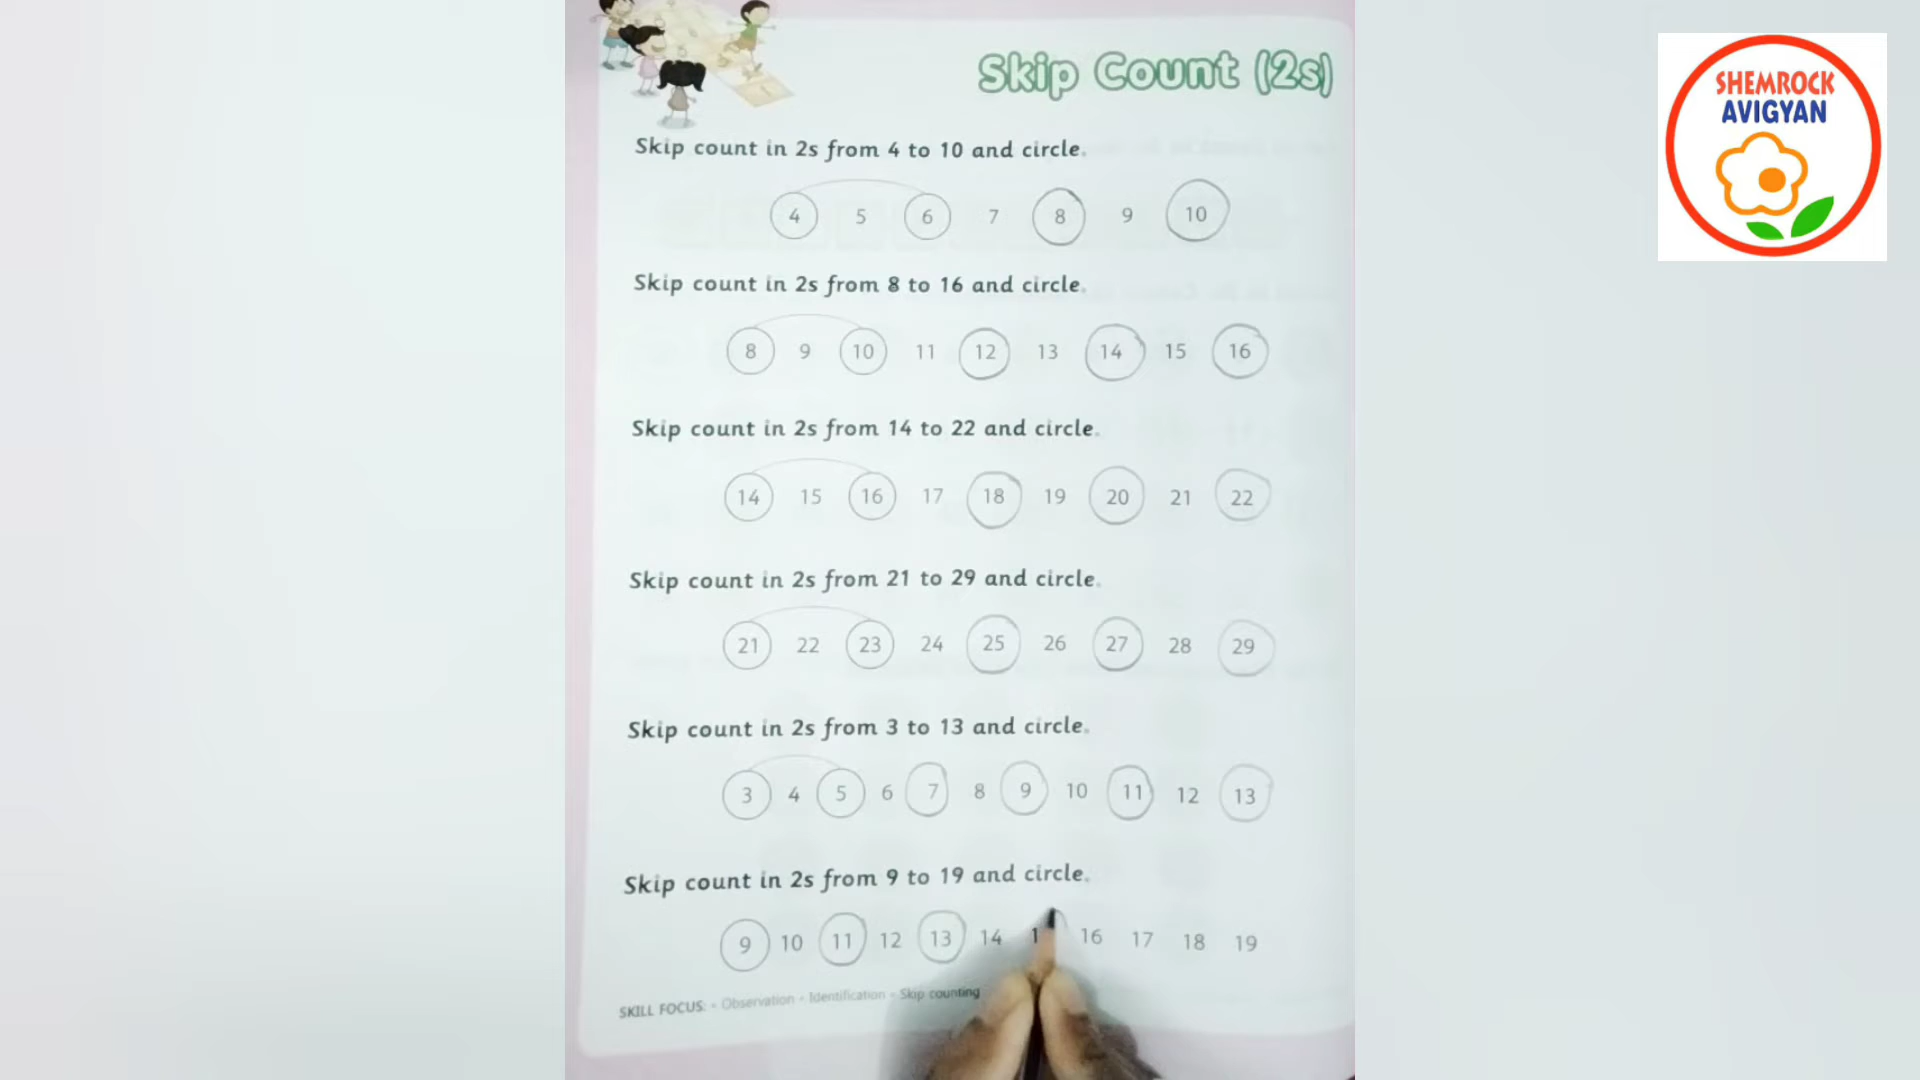 SHEMROCK
AVIGYAN
Skip Count (2s)
Skip count in 2s from 4 to 10 and circle.
4 5 6 7 8 9 10
Skip count in 2s from 8 to 16 and circle.
8 9 10 11 12 13 14 15 16
Skip count in 2s from 14 to 22 and circle.
14 15 16 17 18 19 20 21 22
Skip count in 2s from 21 to 29 and circle.
21 22 23 24 25 26 27 28 29
Skip count in 2s from 3 to 13 and circle.
3 4 5 6 7 8 9 10 11 12 13
Skip count in 2s from 9 to 19 and circle.
9 10 11 12 13 14 16 17 18 19
SKILL FOCUS: • Observation • Identification • Skip counting